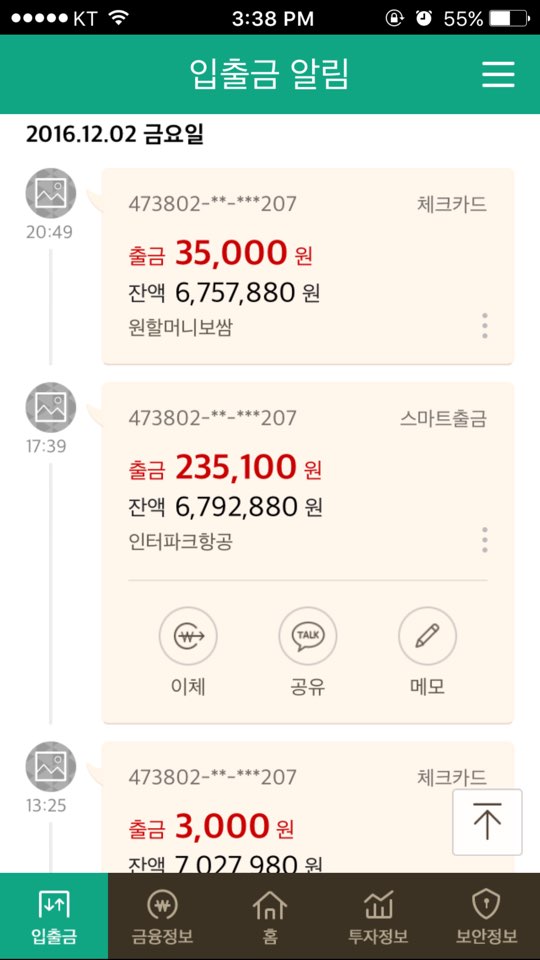 KT 3:38 PM 55%
입출금 알림
2016.12.02 금요일
20:49
473802-**-***207 체크카드
출금 35,000 원
잔액 6,757,880 원
원할머니보쌈
17:39
473802-**-***207 스마트출금
출금 235,100 원
잔액 6,792,880 원
인터파크항공
TALK
이체 공유 메모
13:25
473802-**-***207 체크카드
출금 3,000 원
잔액 7,027,980 원
입출금 금융정보 홈 투자정보 보안정보